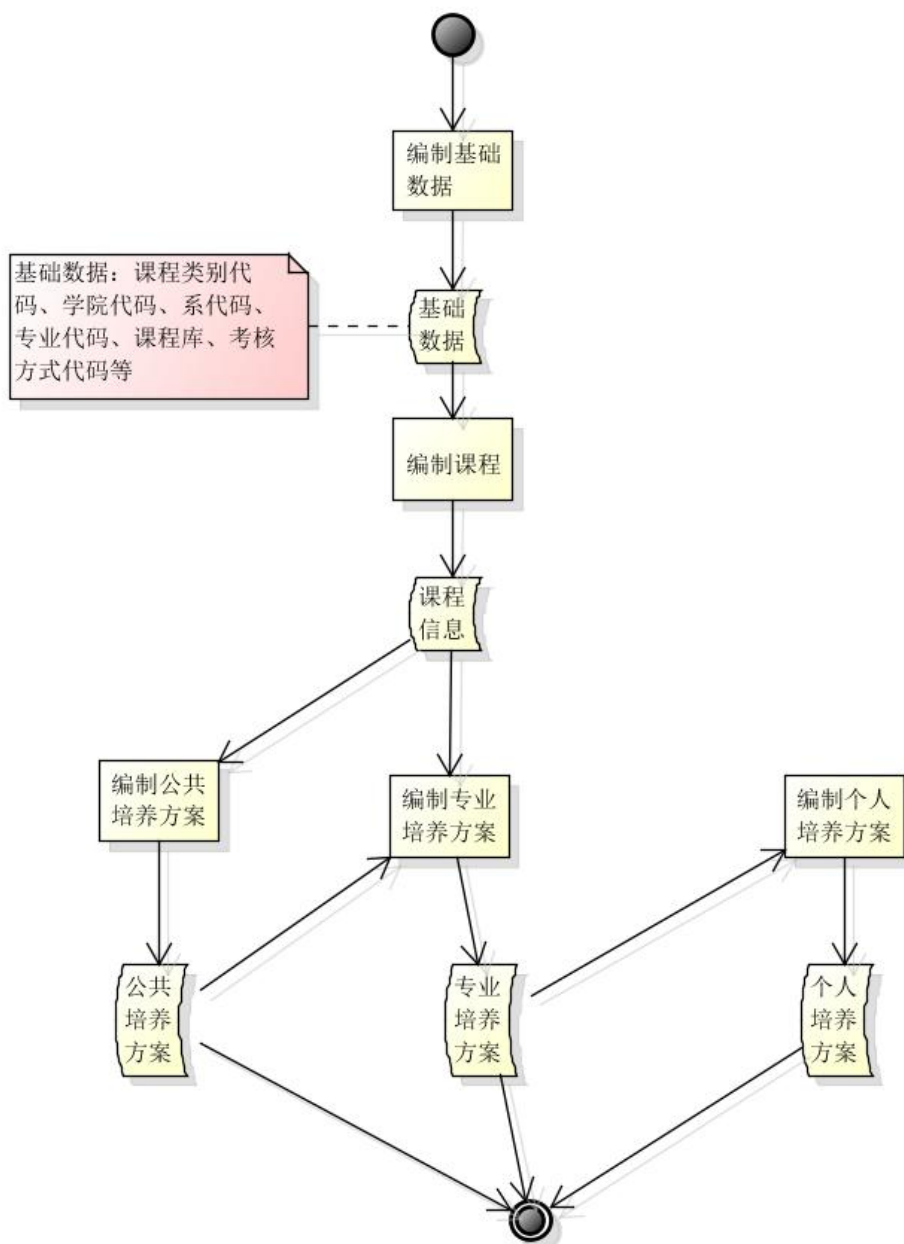 编制基础
数据
基础数据：课程类别代
码、学院代码、系代码、
专业代码、课程库、考核
方式代码等
基础
数据
编制课程
课程
信息
编制公共
培养方案
编制专业
培养方案
编制个人
培养方案
公共
培养
方案
专业
培养
方案
个人
培养
方案